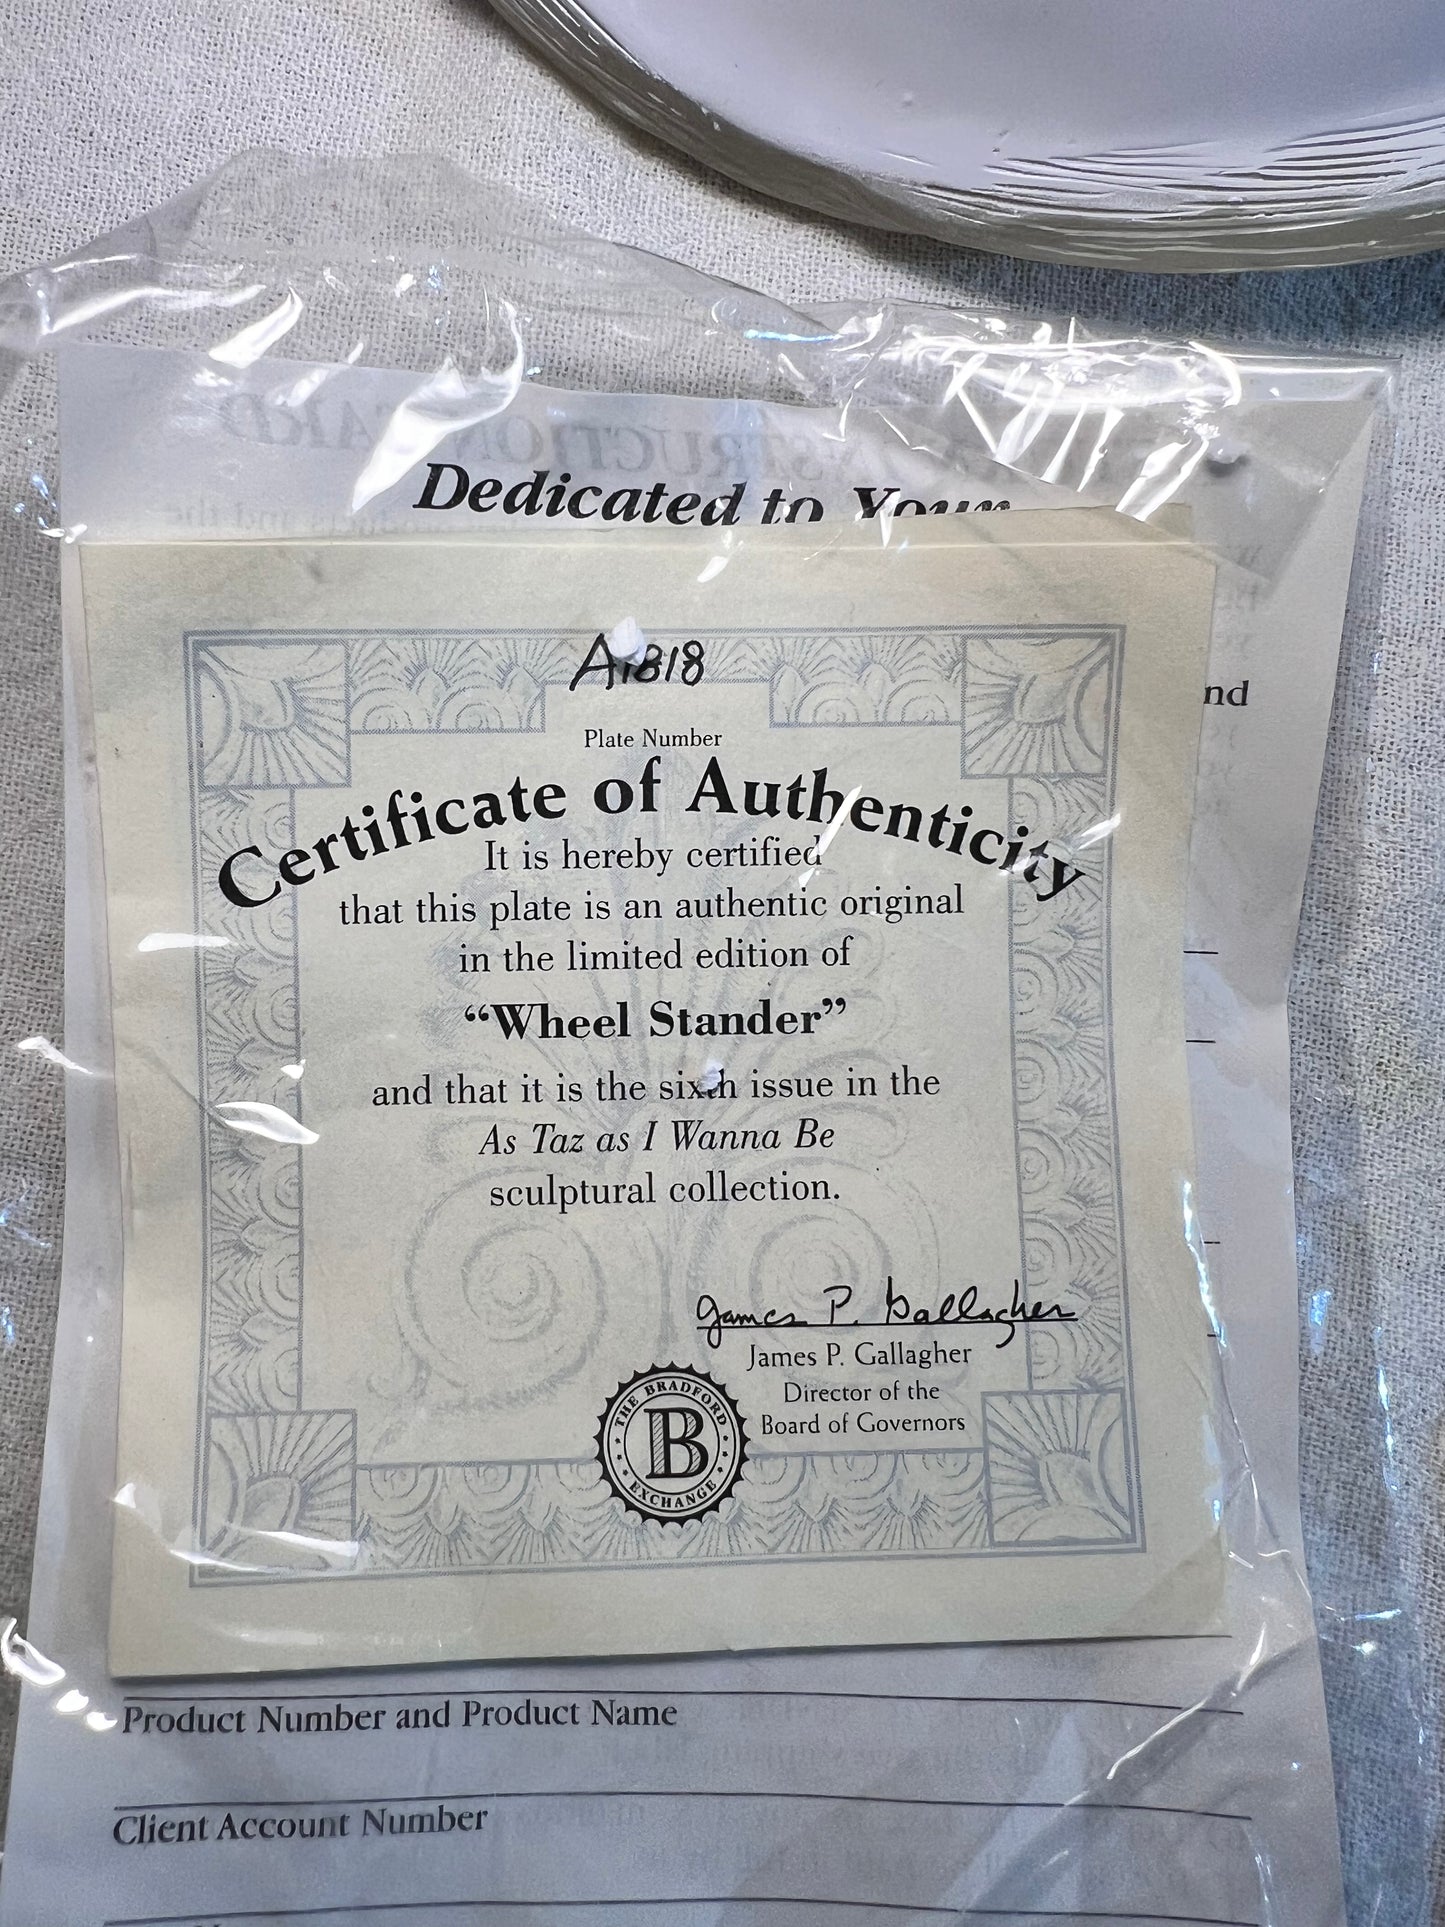 Dedicated to Your
nd
A1818
Plate Number
Certificate of Authenticity
It is hereby certified
that this plate is an authentic original
in the limited edition of
“Wheel Stander”
and that it is the sixth issue in the
As Taz as I Wanna Be
sculptural collection.
James P. Gallagher
James P. Gallagher
Director of the
Board of Governors
THE BRADFORD
B
EXCHANGE
Product Number and Product Name
Client Account Number